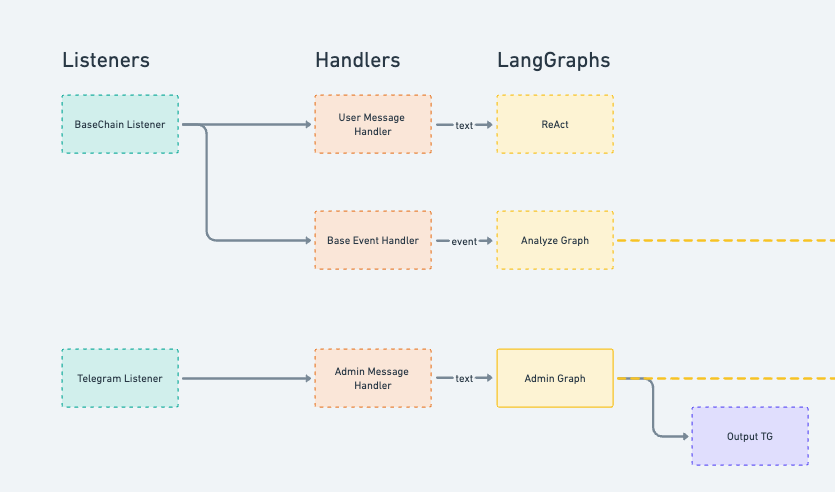 Listeners
Handlers
LangGraphs
BaseChain Listener
User Message
Handler
text
ReAct
Base Event Handler
event
Analyze Graph
Telegram Listener
Admin Message
Handler
text
Admin Graph
Output TG